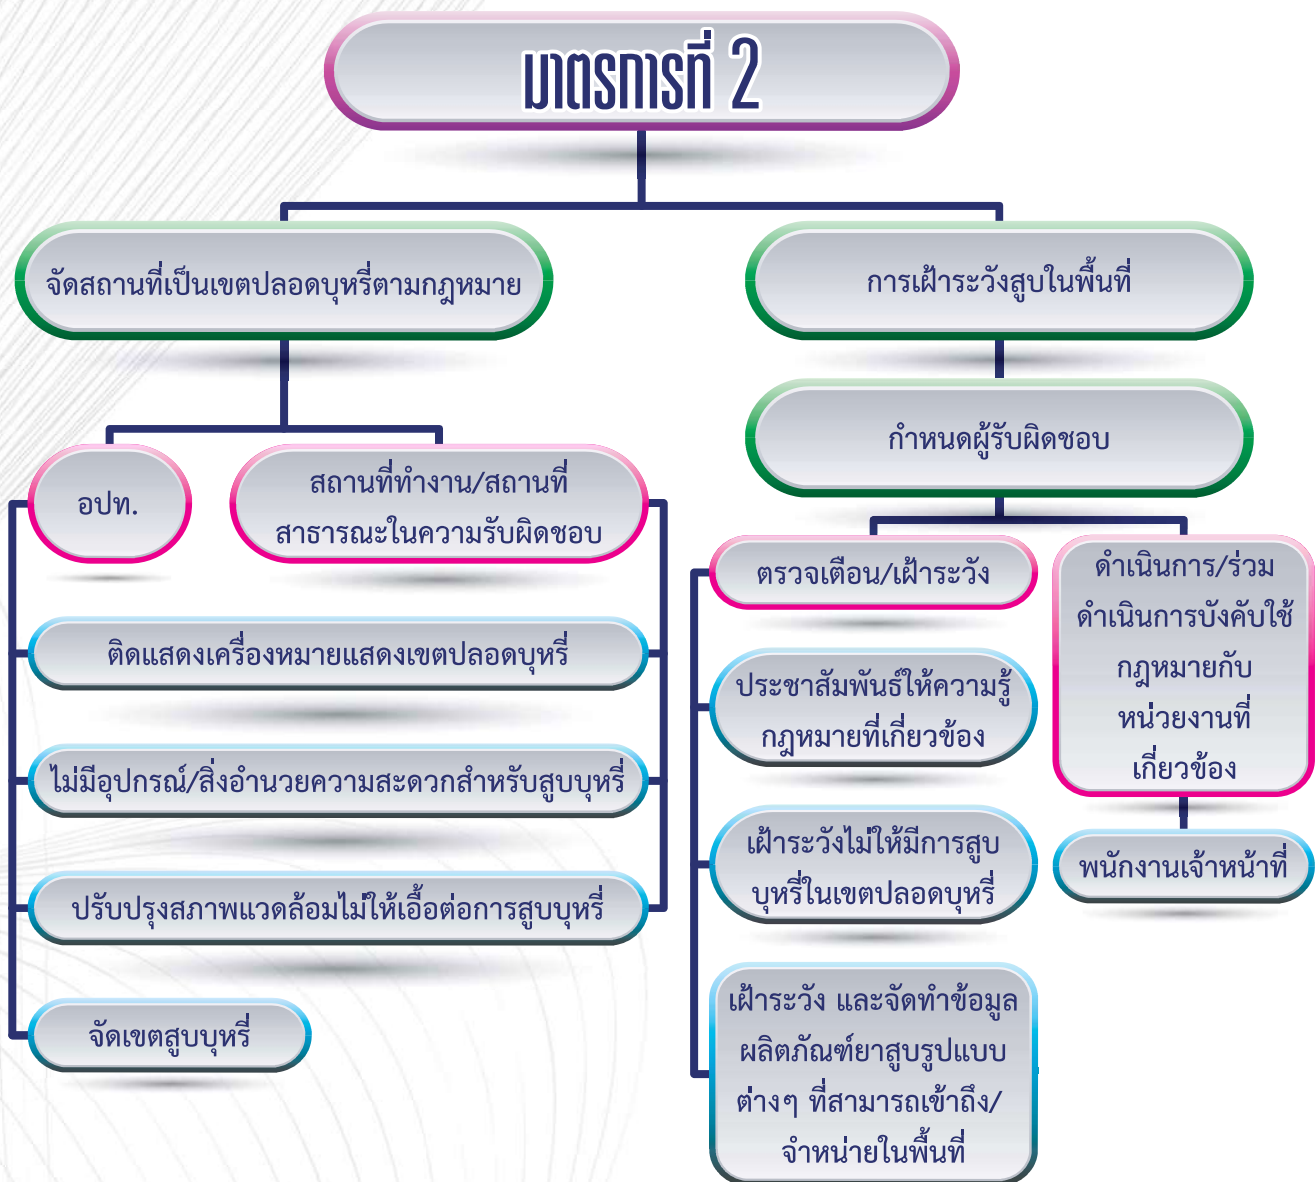 มาตรการที่ 2
จัดสถานที่เป็นเขตปลอดบุหรี่ตามกฎหมาย
การเฝ้าระวังสูบในพื้นที่
กำหนดผู้รับผิดชอบ
อปท.
สถานที่ทำงาน/สถานที่
สาธารณะในความรับผิดชอบ
ติดแสดงเครื่องหมายแสดงเขตปลอดบุหรี่
ไม่มีอุปกรณ์/สิ่งอำนวยความสะดวกสำหรับสูบบุหรี่
ปรับปรุงสภาพแวดล้อมไม่ให้เอื้อต่อการสูบบุหรี่
จัดเขตสูบบุหรี่
ตรวจเตือน/เฝ้าระวัง
ประชาสัมพันธ์ให้ความรู้
กฎหมายที่เกี่ยวข้อง
เฝ้าระวังไม่ให้มีการสูบ
บุหรี่ในเขตปลอดบุหรี่
เฝ้าระวัง และจัดทำข้อมูล
ผลิตภัณฑ์ยาสูบรูปแบบ
ต่างๆ ที่สามารถเข้าถึง/
จำหน่ายในพื้นที่
ดำเนินการ/ร่วม
ดำเนินการบังคับใช้
กฎหมายกับ
หน่วยงานที่
เกี่ยวข้อง
พนักงานเจ้าหน้าที่